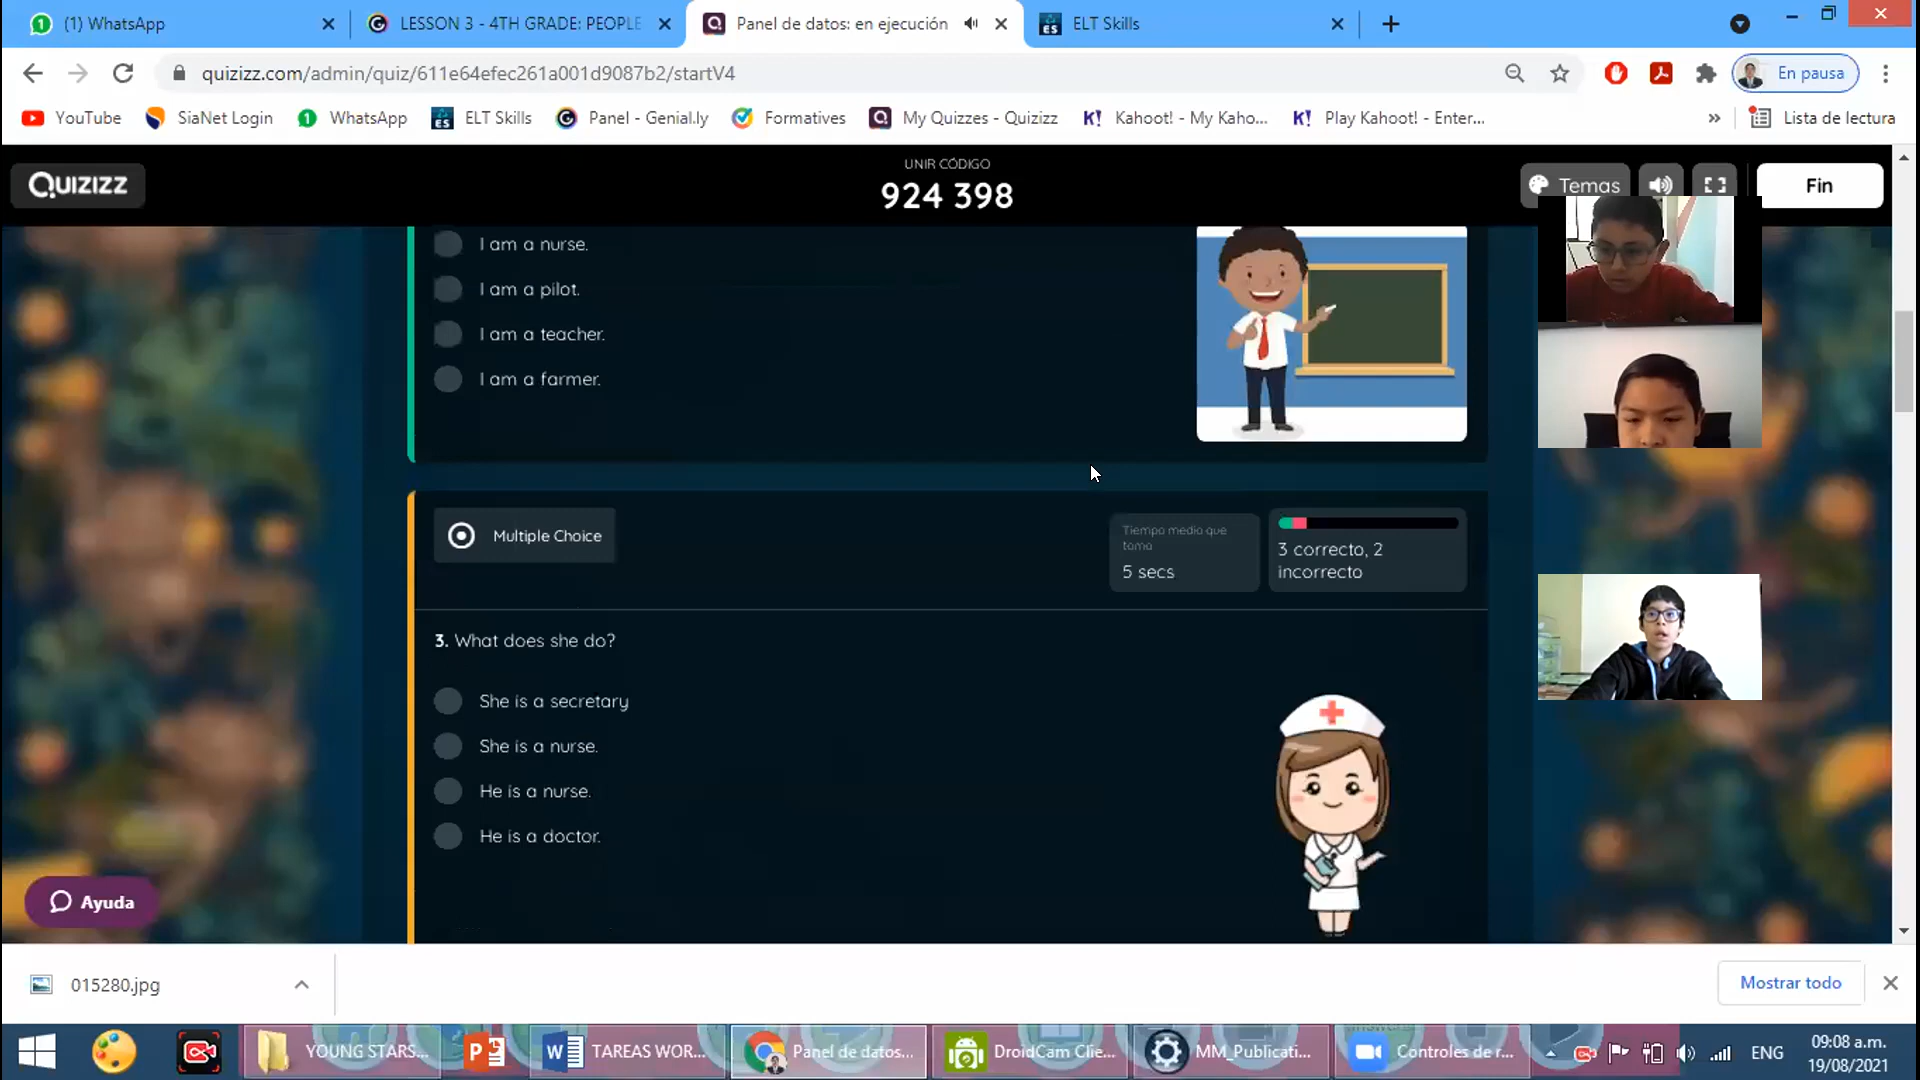 (1) WhatsApp
LESSON 3 - 4TH GRADE: PEOPLE
Panel de datos: en ejecución
ELT Skills
quizizz.com/admin/quiz/611e64efec261a001d9087b2/startV4
En pausa
YouTube
SiaNet Login
WhatsApp
ELT Skills
Panel - Genial.ly
Formatives
My Quizzes - Quizizz
Kahoot! - My Kaho...
Play Kahoot! - Enter...
Lista de lectura
QUIZIZZ
UNIR CÓDIGO
924 398
Temas
Fin
I am a nurse.
I am a pilot.
I am a teacher.
I am a farmer.
Multiple Choice
Tiempo medio que
toma
5 secs
3 correcto, 2
incorrecto
3. What does she do?
She is a secretary
She is a nurse.
He is a nurse.
He is a doctor.
Ayuda
015280.jpg
Mostrar todo
YOUNG STARS...
TAREAS WOR...
Panel de datos...
DroidCam Clie...
MM_Publicati...
Controles de r...
ENG
09:08 a.m.
19/08/2021